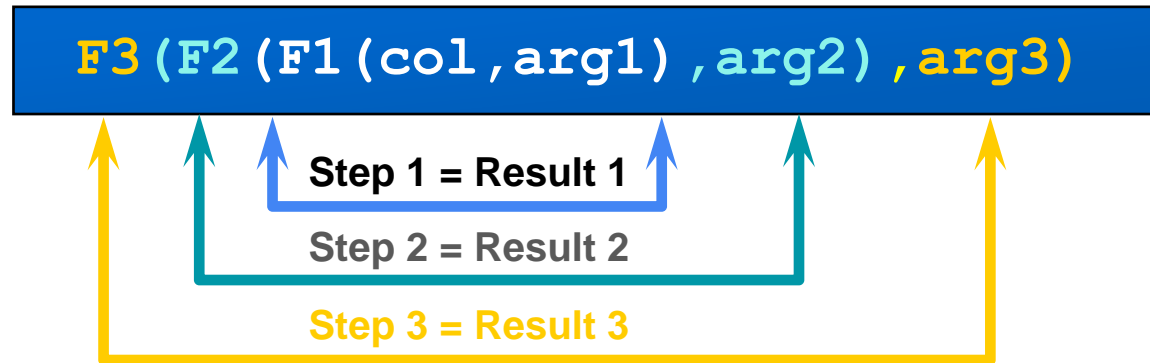 F3(F2(F1(col,arg1),arg2),arg3)
Step 1 = Result 1
Step 2 = Result 2
Step 3 = Result 3